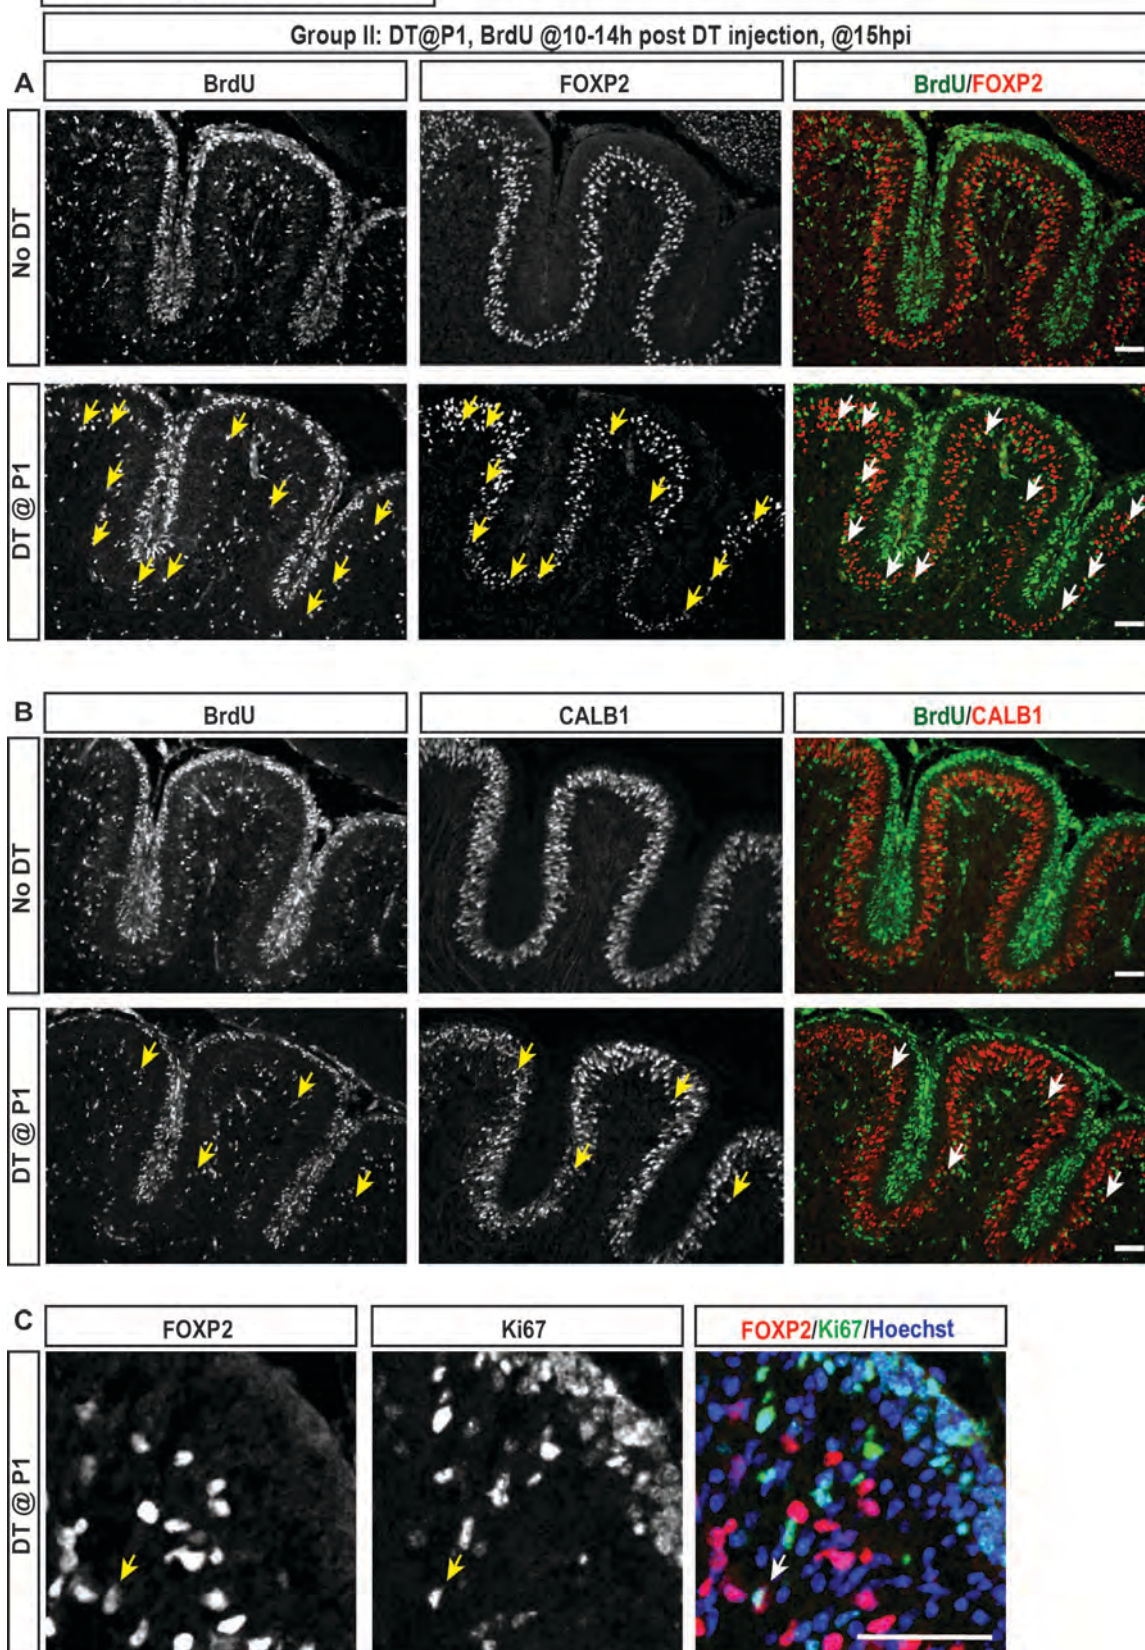 Group II: DT@P1, BrdU @10-14h post DT injection, @15hpi
A
BrdU
FOXP2
BrdU/FOXP2
No DT
DT @ P1
B
BrdU
CALB1
BrdU/CALB1
No DT
DT @ P1
C
FOXP2
Ki67
FOXP2/Ki67/Hoechst
DT @ P1